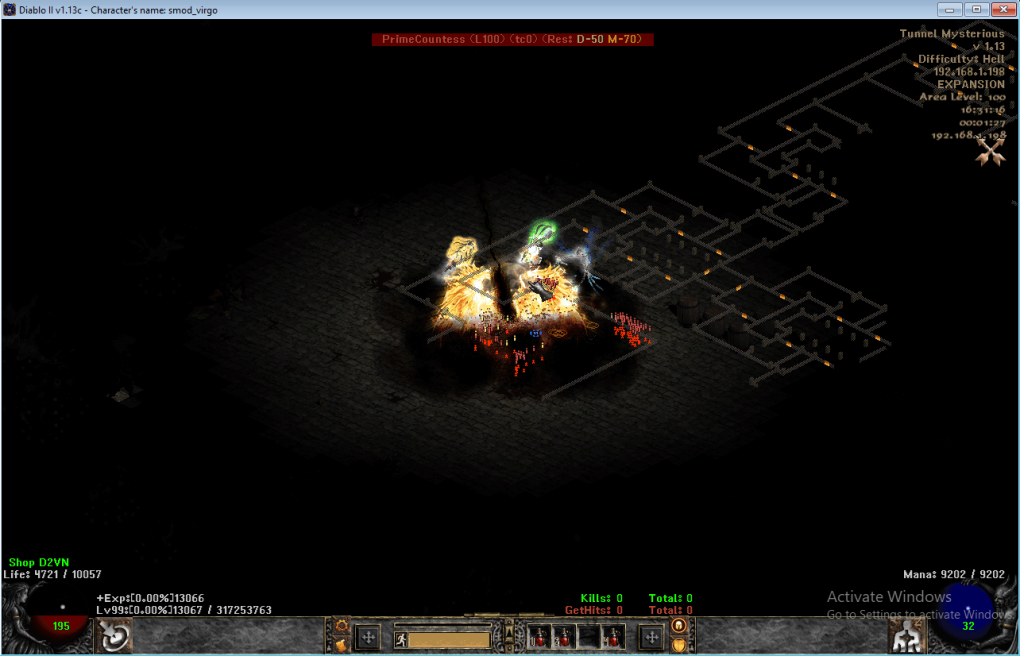 Diablo II v1.13c - Character's name: smod_virgo
PrimeCountess (L100) (tc0) (Res: D-50 M-70)
Tunnel Mysterious
v 1.13
Difficulty: Hell
192.168.1.198
EXPANSION
Area Level: 100
16:31:16
00:01:27
192.168.1.198
Shop D2VN
Life: 4721 / 10057
Mana: 9202 / 9202
+Exp:[0.00%]13066
Lv99:[0.00%]13067 / 317253763
Kills: 0 Total: 0
GetHits: 0 Total: 0
Activate Windows
Go to Settings to activate Windows.
195
32